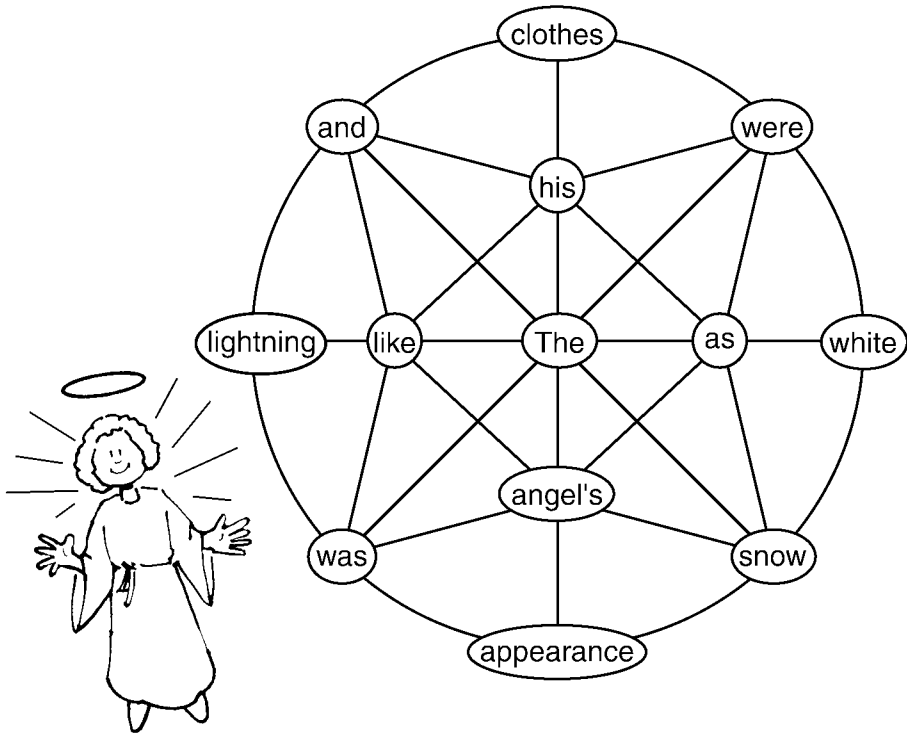 clothes
and
were
his
lightning
like
The
as
white
angel's
was
snow
appearance